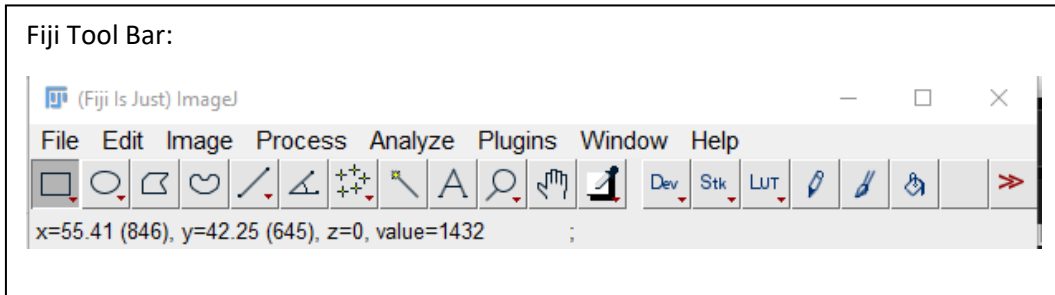 Fiji Tool Bar:
(Fiji Is Just) ImageJ
File Edit Image Process Analyze Plugins Window Help
A Dev Stk LUT >>
x=55.41 (846), y=42.25 (645), z=0, value=1432 ;